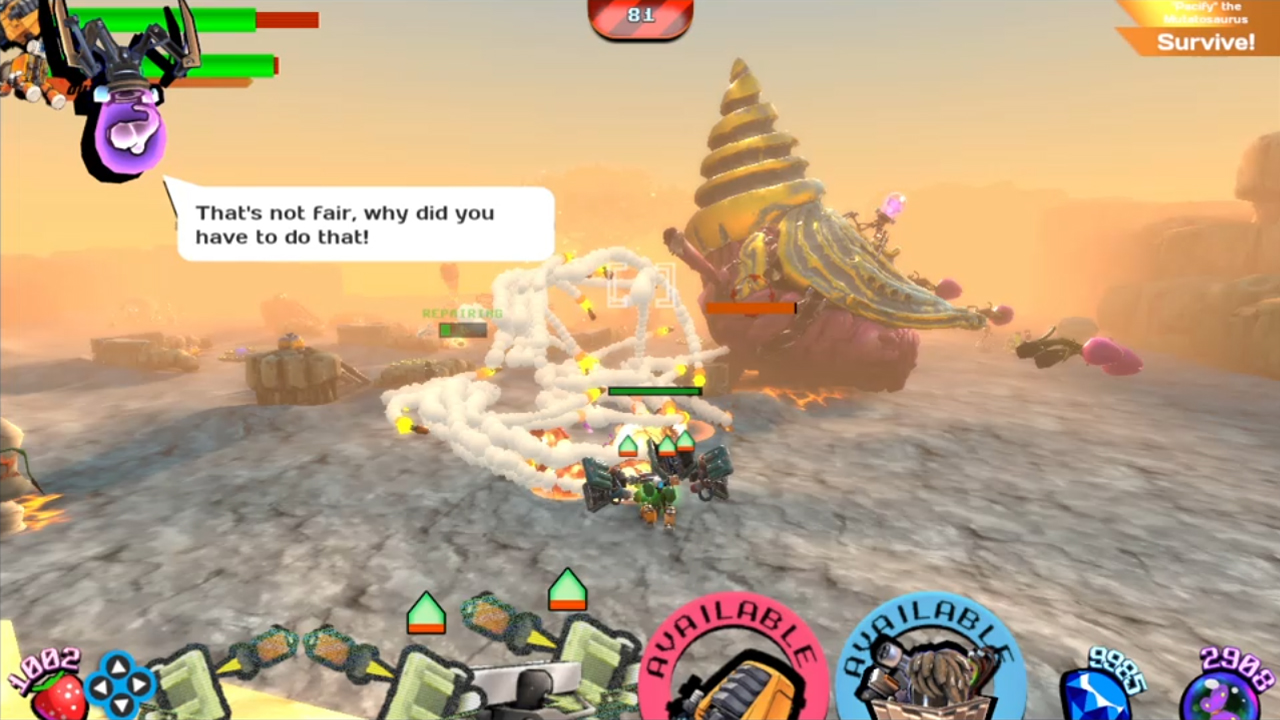 81
"Pacify" the
Mutatosaurus
Survive!
That's not fair, why did you
have to do that!
REPAIRING
AVAILABLE
AVAILABLE
1002
9985
2908